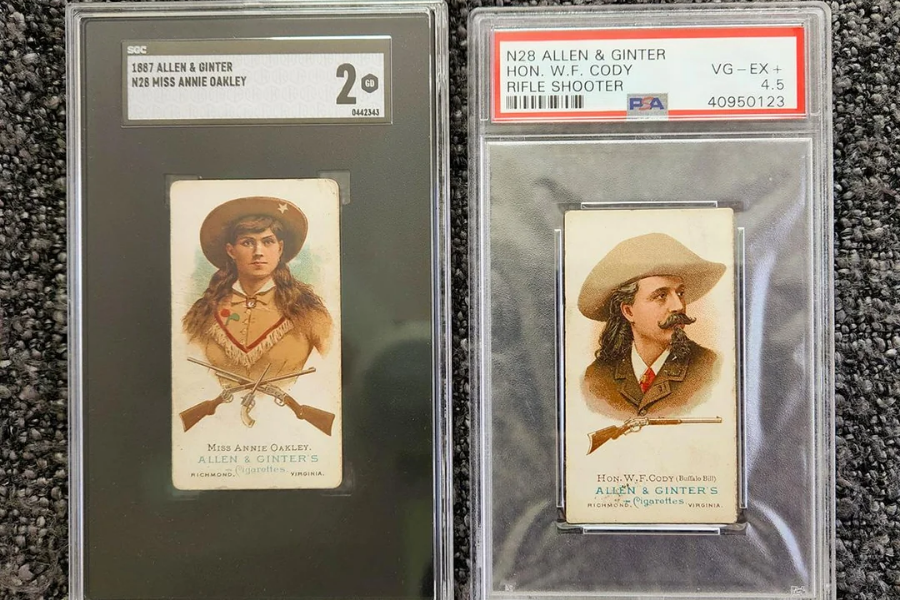 SGC
1887 ALLEN & GINTER
N28 MISS ANNIE OAKLEY
2 GD
0442343
MISS ANNIE OAKLEY.
ALLEN & GINTER'S
Cigarettes
RICHMOND, VIRGINIA.
N28 ALLEN & GINTER
HON. W.F. CODY VG-EX +
RIFLE SHOOTER 4.5
PSA 40950123
HON. W. F. CODY (Buffalo Bill)
ALLEN & GINTER'S
Cigarettes
RICHMOND, VIRGINIA.